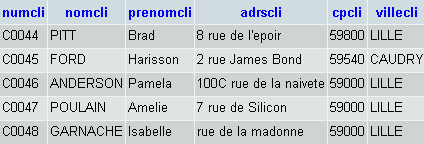 numcli nomcli prenomcli adrscli cpcli villecli
C0044 PITT Brad 8 rue de l'epoir 59800 LILLE
C0045 FORD Harisson 2 rue James Bond 59540 CAUDRY
C0046 ANDERSON Pamela 100C rue de la naivete 59000 LILLE
C0047 POULAIN Amelie 7 rue de Silicon 59000 LILLE
C0048 GARNACHE Isabelle rue de la madonne 59000 LILLE